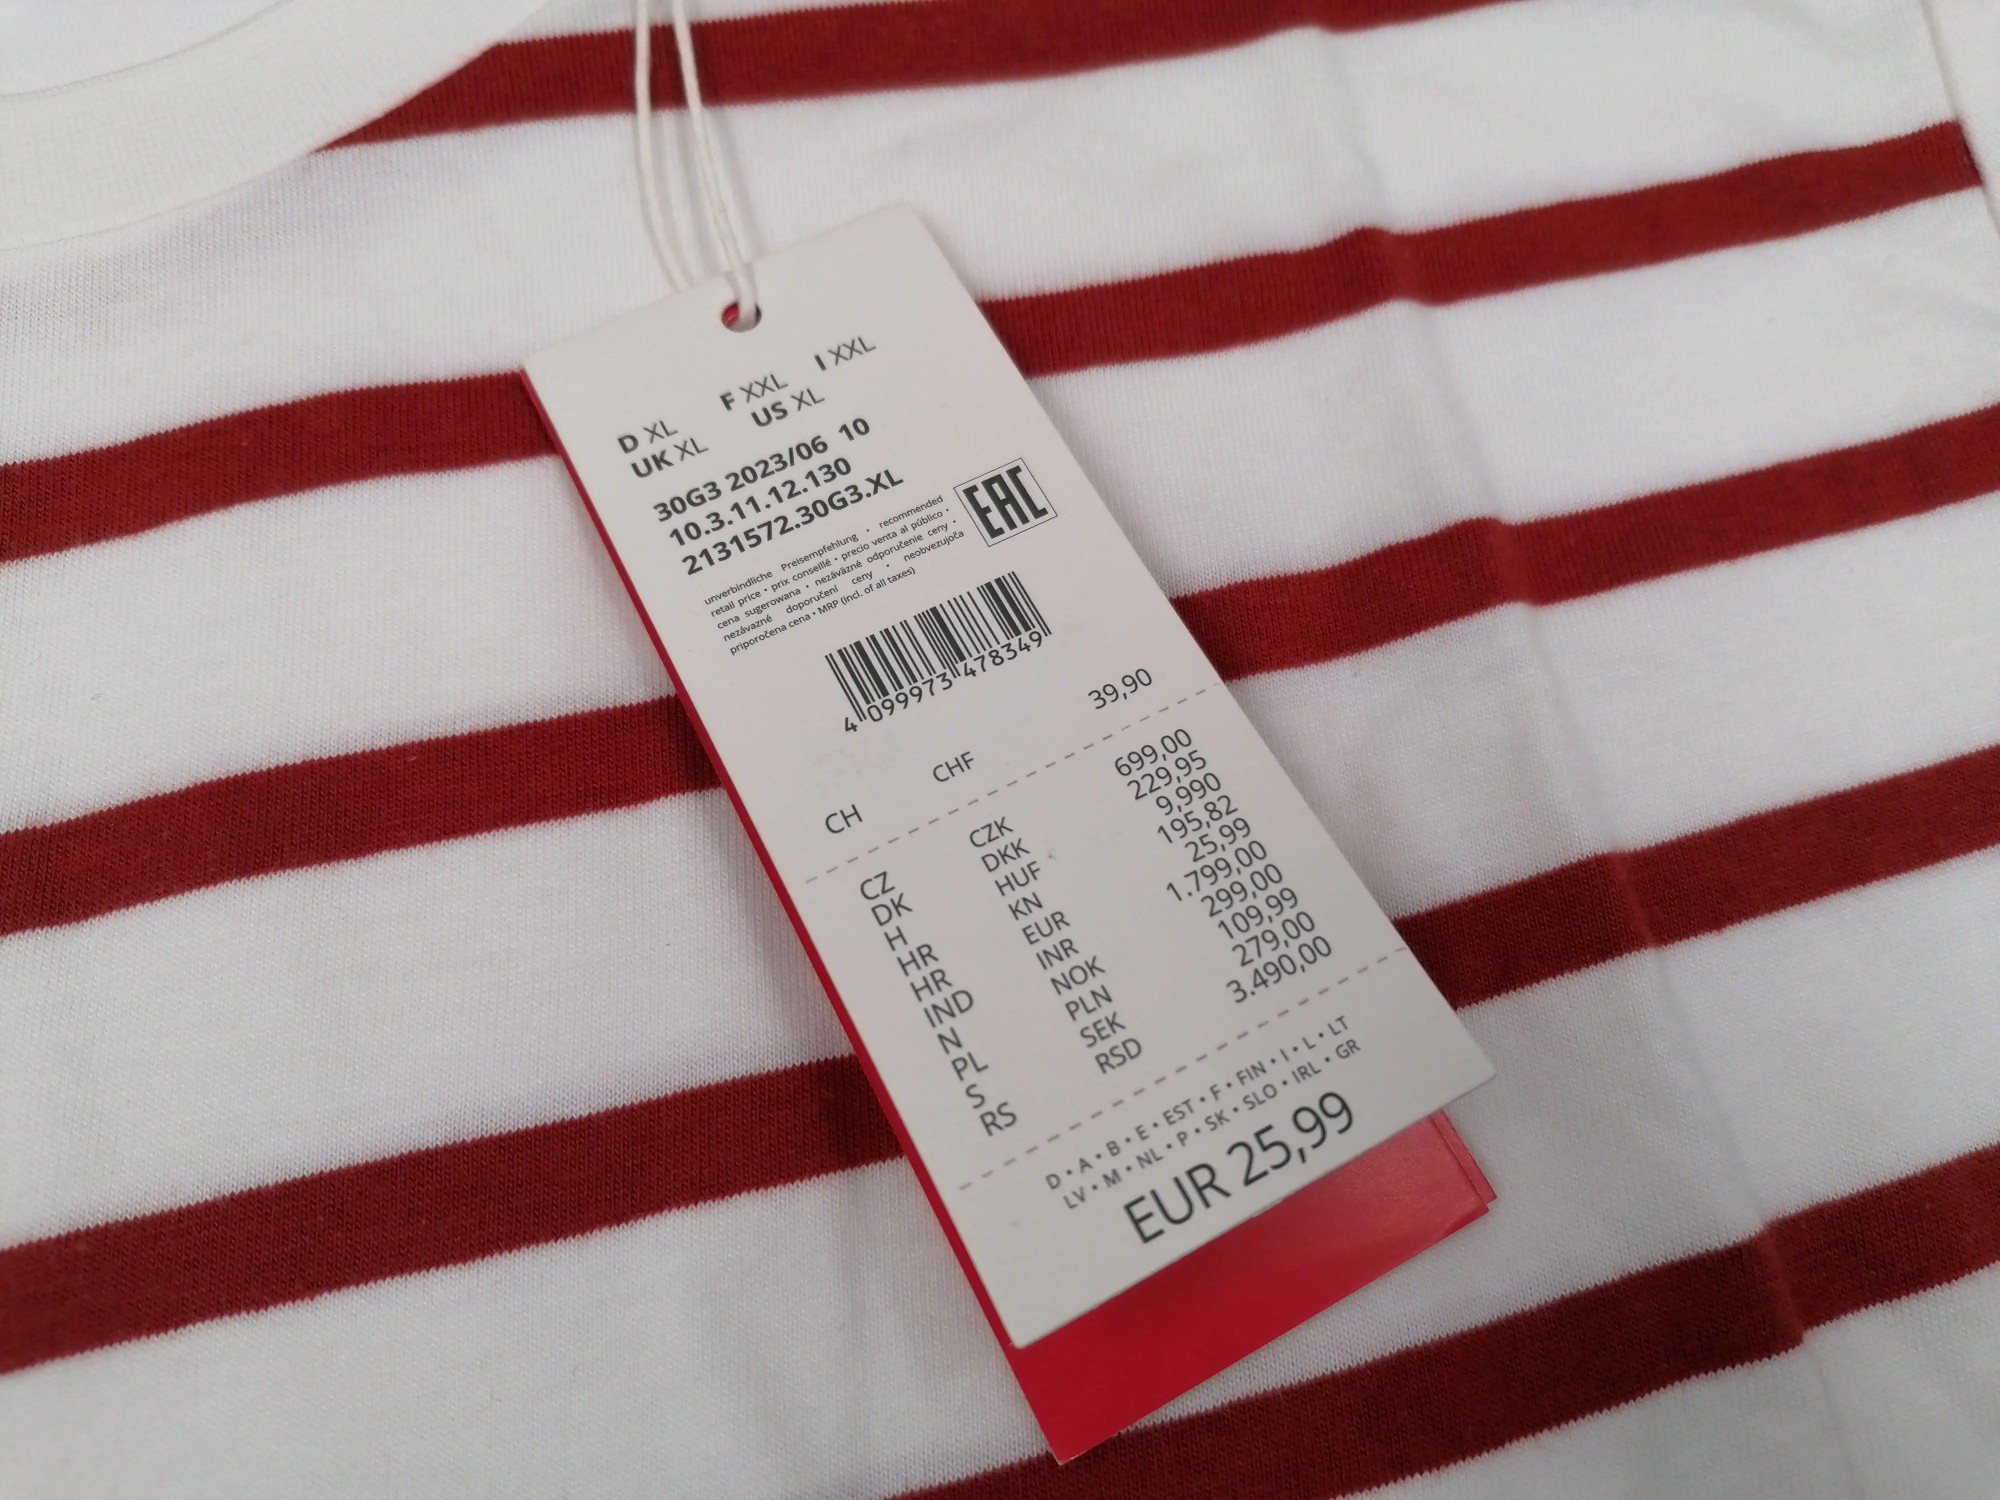 D XL F XXL I XXL
UK XL US XL
30G3 2023/06 10
10.3.11.12.130
2131572.30G3.XL
EAC
unverbindliche Preisempfehlung • recommended
retail price • prix conseillé • precio venta al público •
cena sugerowana • nezáväzné odporučenie ceny •
nezávazné doporučení ceny • neobvezujoča
priporočena cena • MRP (incl. of all taxes)
4 099973 478349
CH CHF 39,90
CZ CZK 699,00
DK DKK 229,95
H HUF 9,990
HR KN 195,82
HR EUR 25,99
IND INR 1.799,00
N NOK 299,00
PL PLN 109,99
S SEK 279,00
RS RSD 3.490,00
D • A • B • E • EST • F • FIN • I • L • LT
LV • M • NL • P • SK • SLO • IRL • GR
EUR 25,99